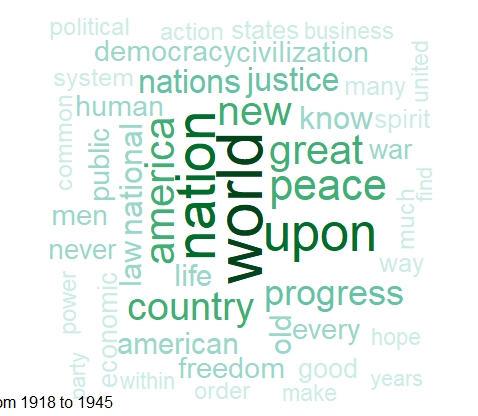 political action states business
democracy civilization united
system nations justice many
common human new know spirit
public national america nation world great war
men peace find
never law upon much
life way
power economic country progress
american old every hope
party freedom good
within order make years
om 1918 to 1945